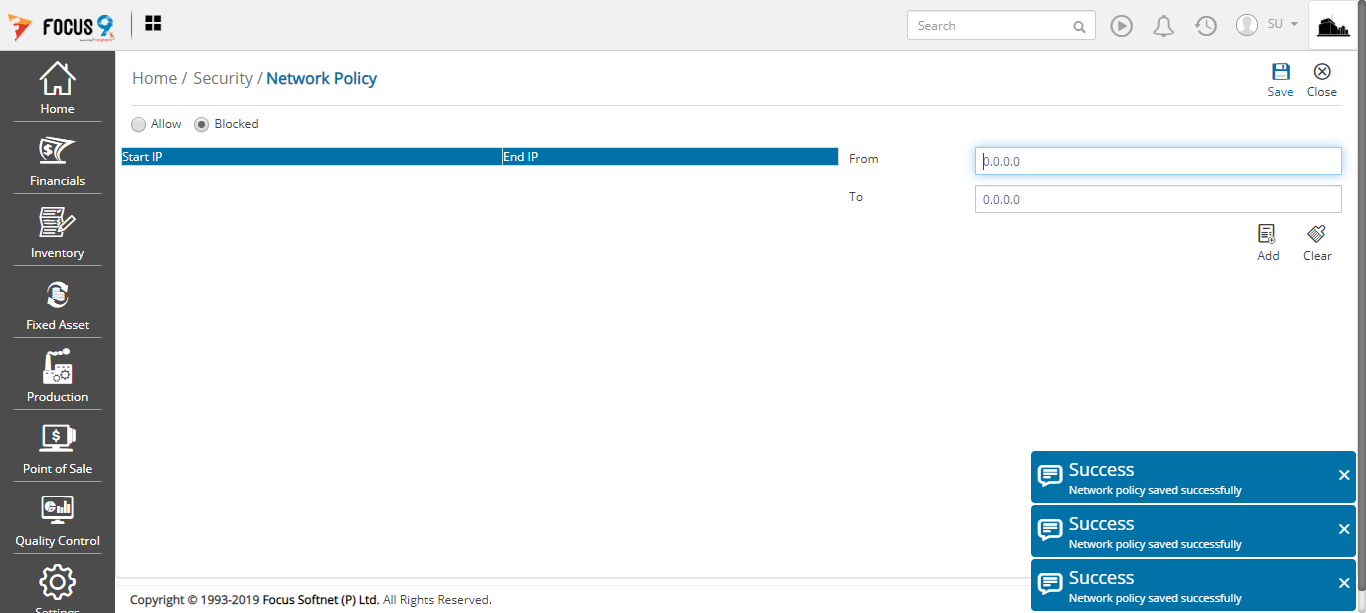 FOCUS 9
Search
SU
Home / Security / Network Policy
Save
Close
Home
Financials
Inventory
Fixed Asset
Production
Point of Sale
Quality Control
Settings
Allow
Blocked
Start IP
End IP
From
0.0.0.0
To
0.0.0.0
Add
Clear
Success
Network policy saved successfully
Success
Network policy saved successfully
Success
Network policy saved successfully
Copyright © 1993-2019 Focus Softnet (P) Ltd. All Rights Reserved.